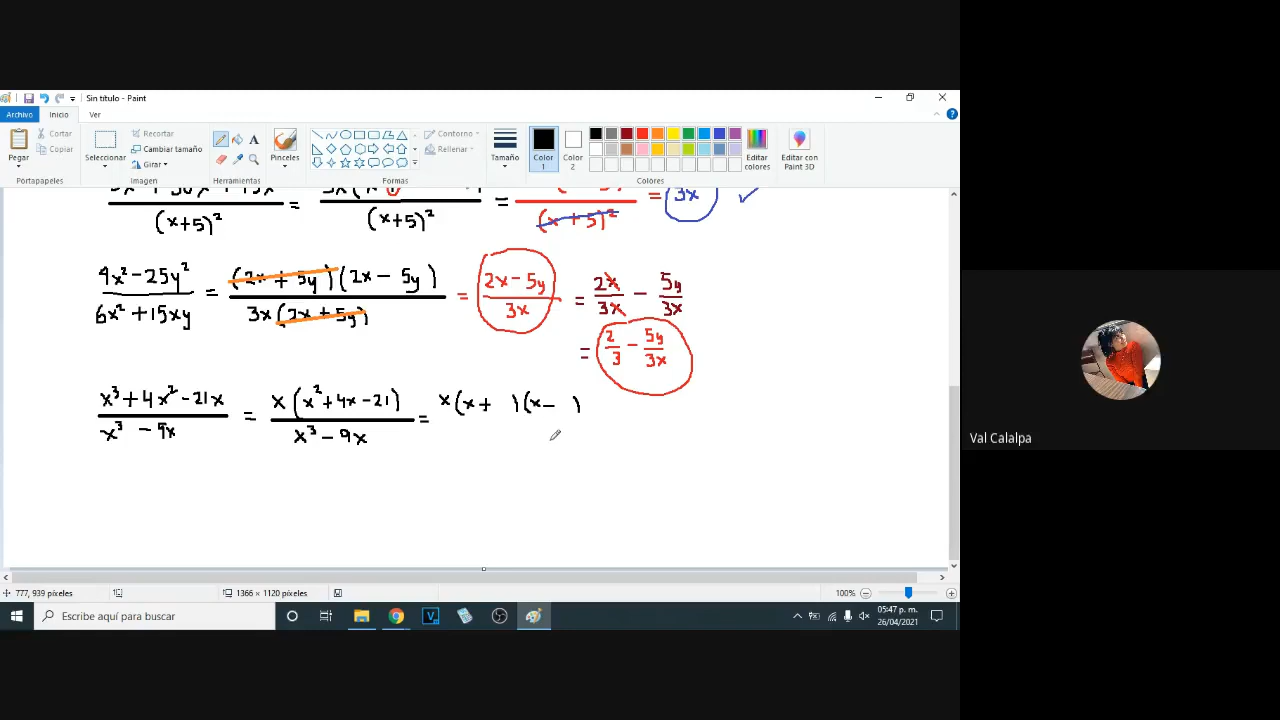 Sin título - Paint
Archivo Inicio Ver
Pegar Cortar Copiar Portapapeles
Seleccionar Recortar Cambiar tamaño Girar Imagen
Herramientas
Pinceles
Contorno Rellenar Formas
Tamaño
Color 1 Color 2 Editar colores Colores
Editar con Paint 3D
(x+5)² = (x+5)² = (x+5)² = 3x ✓
4x²-25y² / 6x²+15xy = (2x+5y)(2x-5y) / 3x(2x+5y) = 2x-5y / 3x = 2x/3x - 5y/3x
= 2/3 - 5y/3x
x³+4x²-21x / x³ - 9x = x(x²+4x-21) / x³-9x = x(x+ )(x- )
777, 939 píxeles 1366 × 1120 píxeles 100%
Escribe aquí para buscar
05:47 p. m.
26/04/2021
Val Calalpa